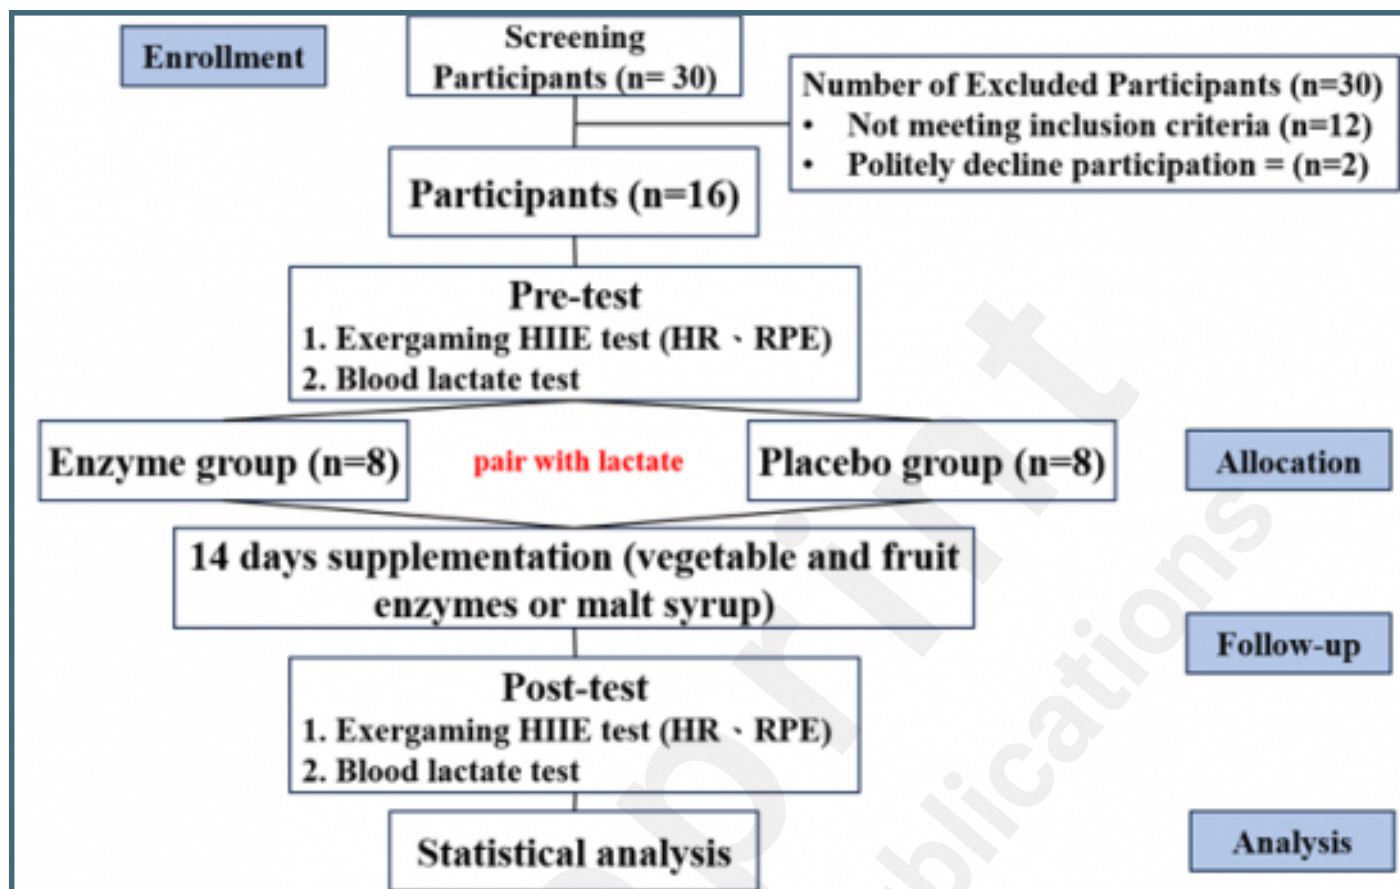 Enrollment
Screening
Participants (n= 30)
Number of Excluded Participants (n=30)
• Not meeting inclusion criteria (n=12)
• Politely decline participation = (n=2)
Participants (n=16)
Pre-test
1. Exergaming HIIE test (HR、RPE)
2. Blood lactate test
Enzyme group (n=8)
pair with lactate
Placebo group (n=8)
Allocation
14 days supplementation (vegetable and fruit
enzymes or malt syrup)
Follow-up
Post-test
1. Exergaming HIIE test (HR、RPE)
2. Blood lactate test
Statistical analysis
Analysis